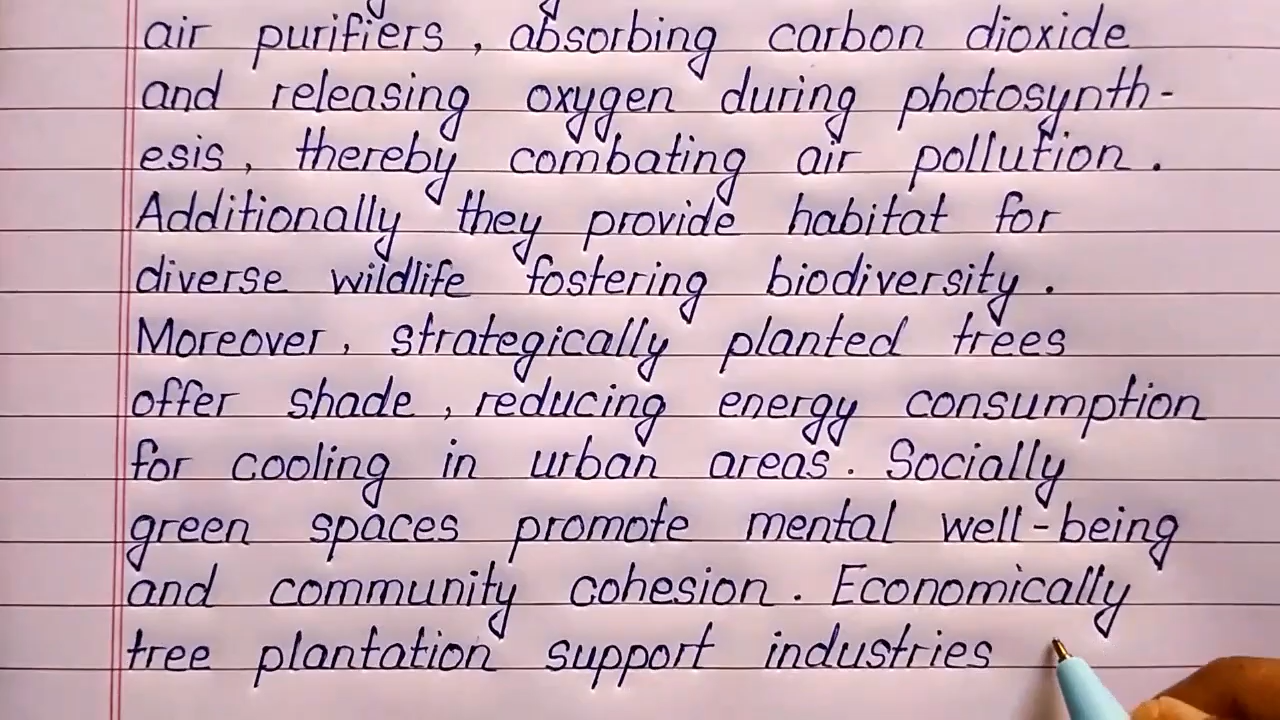 air purifiers, absorbing carbon dioxide
and releasing oxygen during photosynth-
esis, thereby combating air pollution.
Additionally they provide habitat for
diverse wildlife fostering biodiversity.
Moreover, strategically planted trees
offer shade, reducing energy consumption
for cooling in urban areas. Socially
green spaces promote mental well-being
and community cohesion. Economically
tree plantation support industries